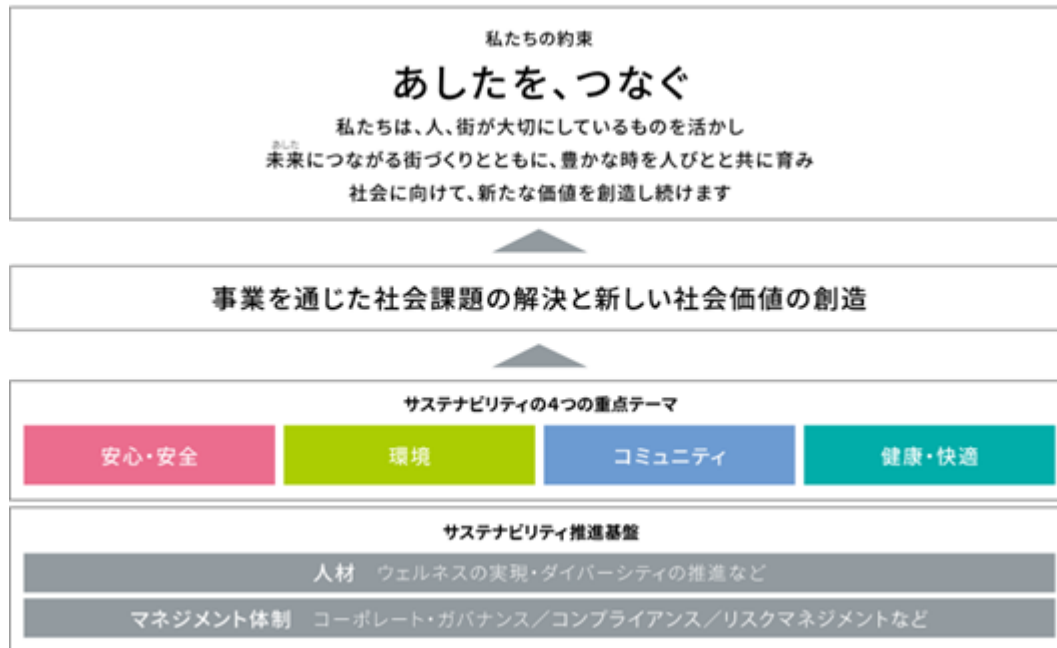 私たちの約束
あしたを、つなぐ
私たちは、人、街が大切にしているものを活かし
あした
未来につながる街づくりとともに、豊かな時を人びとと共に育み
社会に向けて、新たな価値を創造し続けます
事業を通じた社会課題の解決と新しい社会価値の創造
サステナビリティの4つの重点テーマ
安心・安全 環境 コミュニティ 健康・快適
サステナビリティ推進基盤
人材 ウェルネスの実現・ダイバーシティの推進など
マネジメント体制 コーポレート・ガバナンス／コンプライアンス／リスクマネジメントなど